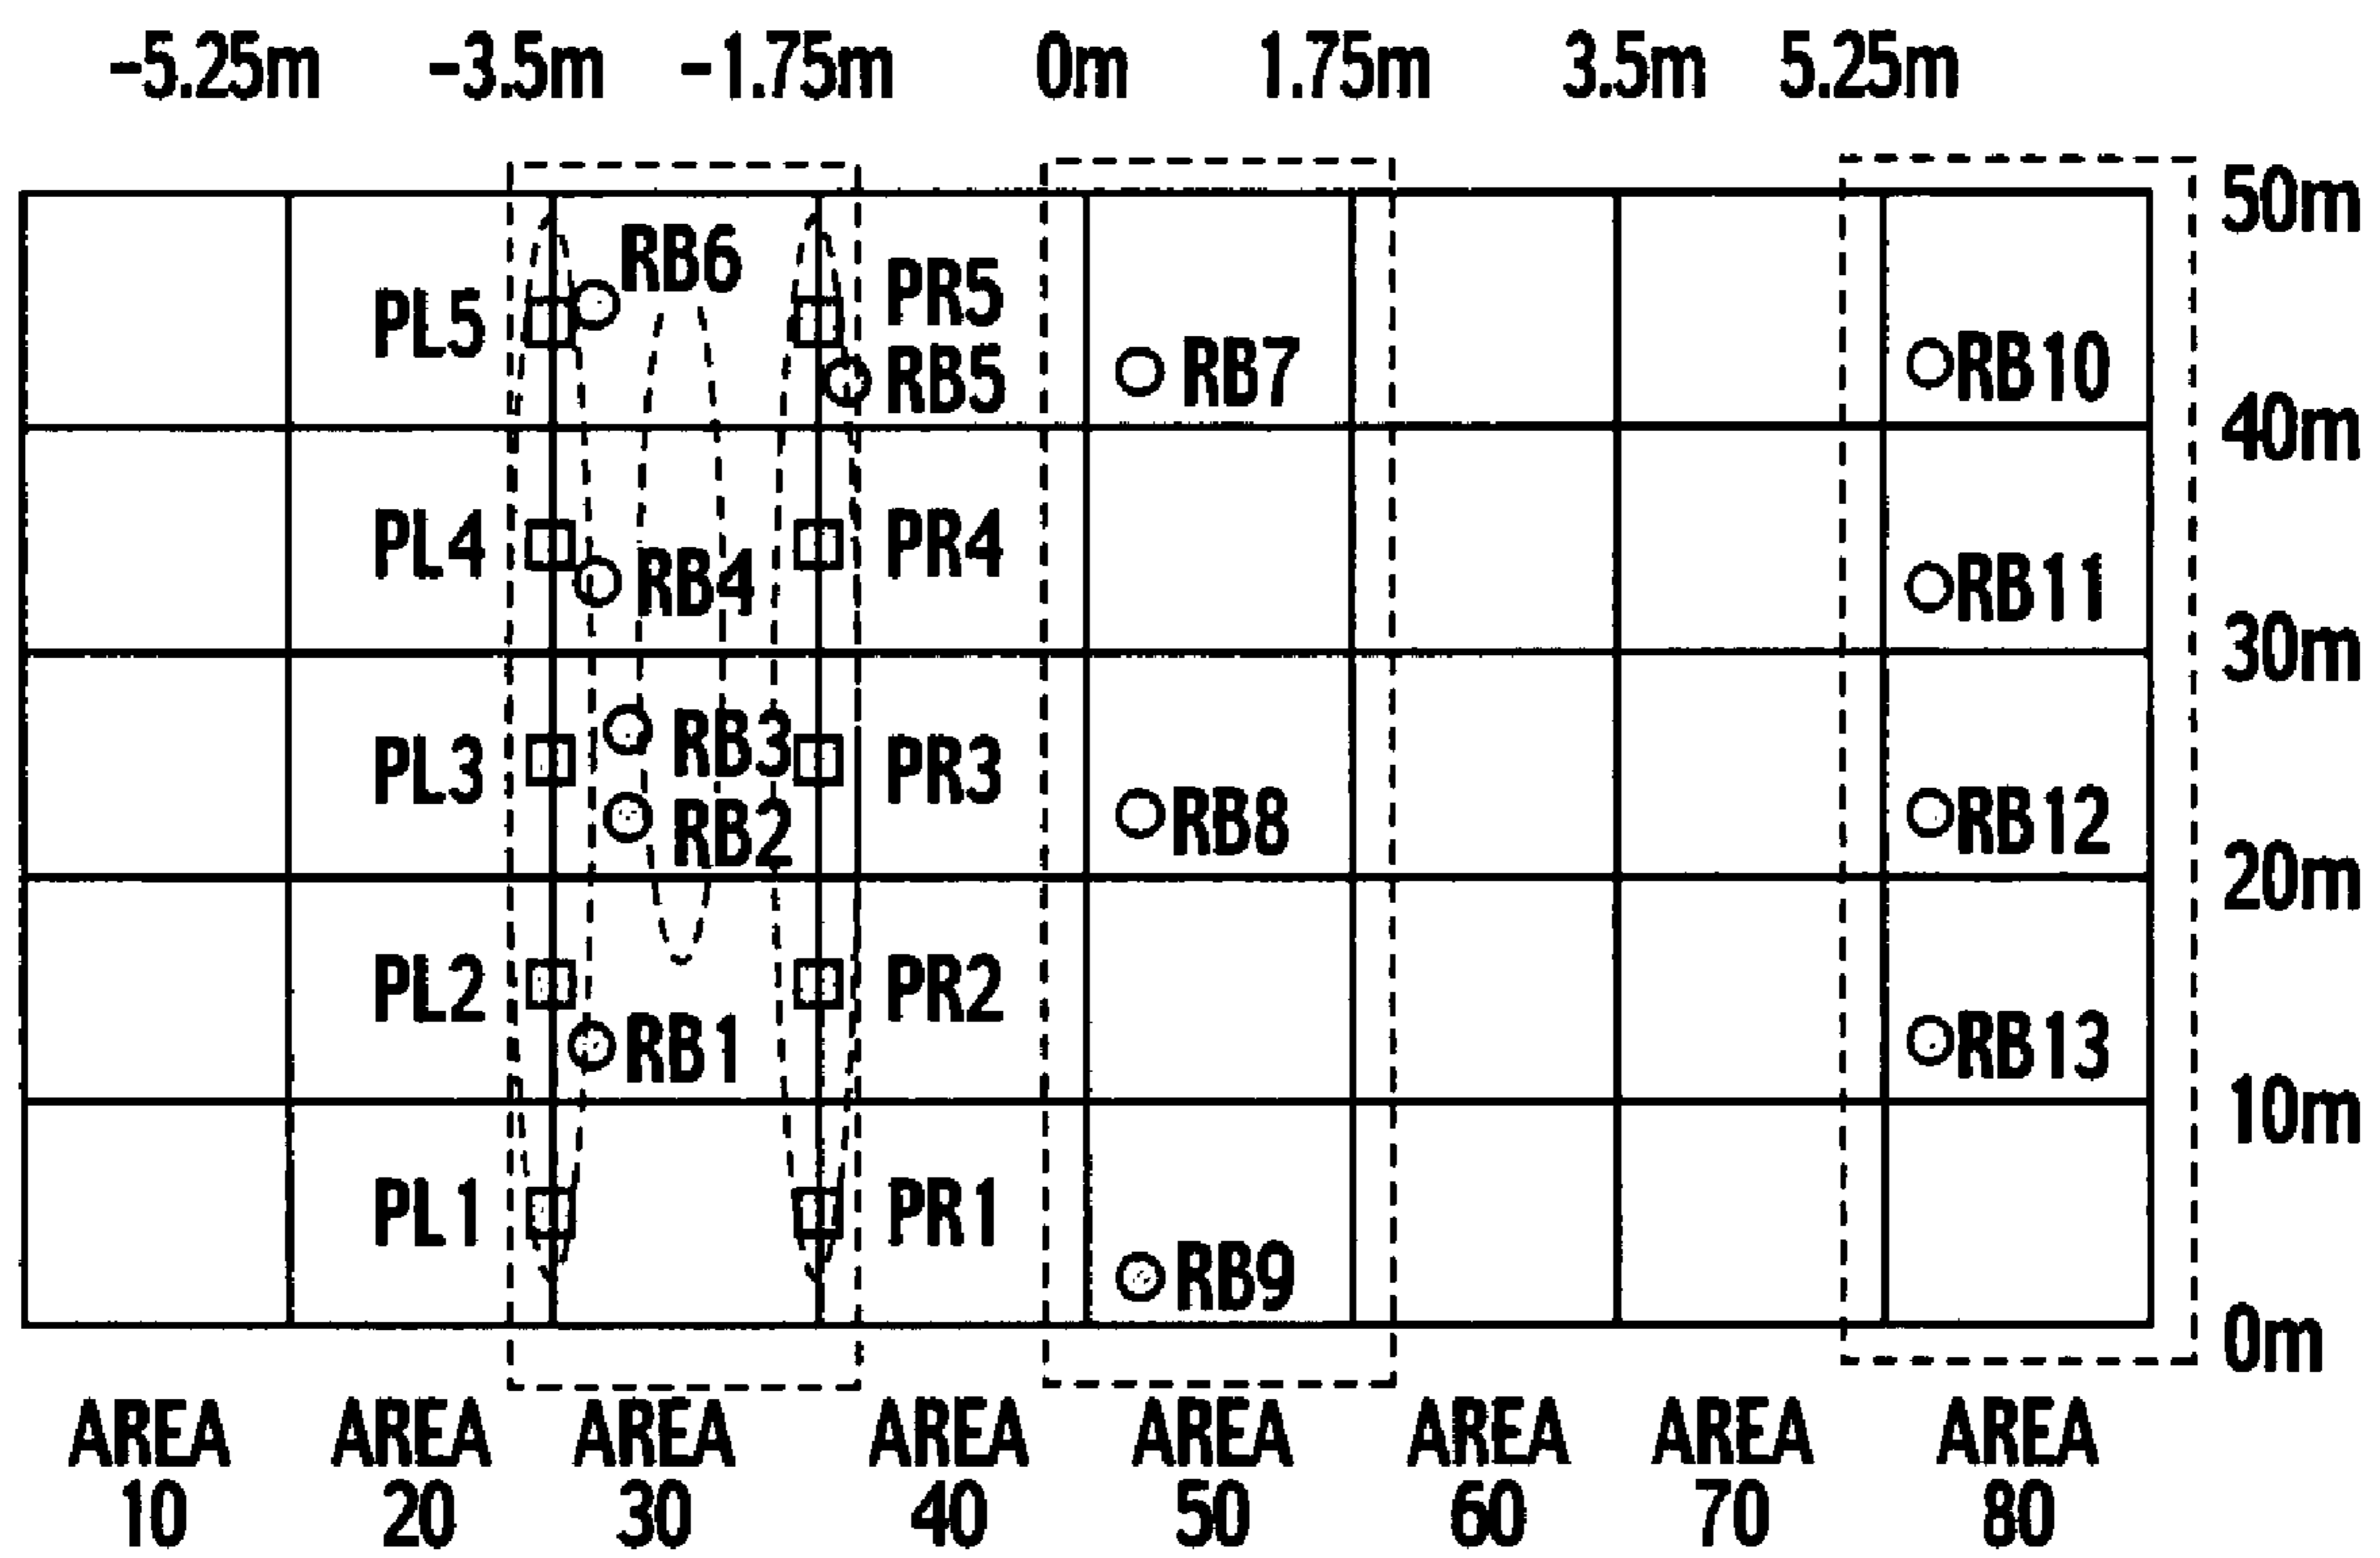 -5.25m -3.5m -1.75m 0m 1.75m 3.5m 5.25m
50m
RB6
PL5 PR5
RB5 RB7 RB10
40m
PL4 PR4
RB4 RB11
30m
RB3
PL3 PR3
RB2 RB8 RB12
20m
PL2 PR2
RB1 RB13
10m
PL1 PR1
RB9
0m
AREA AREA AREA AREA AREA AREA AREA AREA
10 20 30 40 50 60 70 80